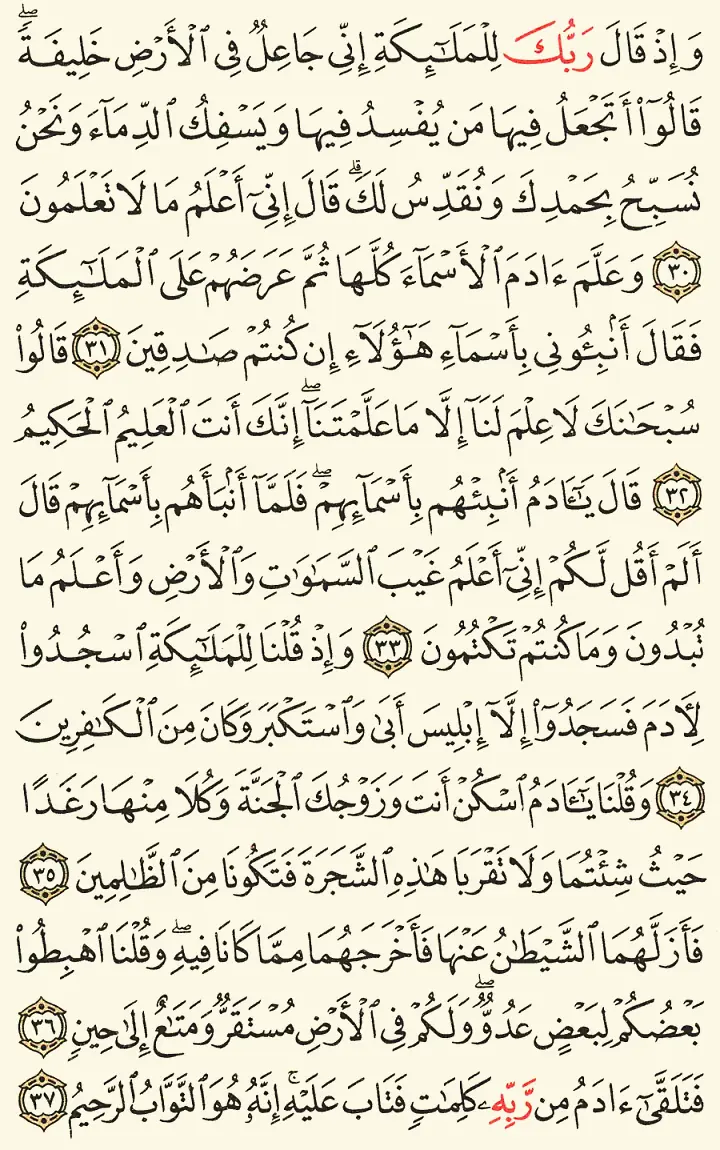 وَإِذۡ قَالَ رَبُّكَ لِلۡمَلَٰٓئِكَةِ إِنِّي جَاعِلٞ فِي ٱلۡأَرۡضِ خَلِيفَةٗۖ
قَالُوٓاْ أَتَجۡعَلُ فِيهَا مَن يُفۡسِدُ فِيهَا وَيَسۡفِكُ ٱلدِّمَآءَ وَنَحۡنُ
نُسَبِّحُ بِحَمۡدِكَ وَنُقَدِّسُ لَكَۖ قَالَ إِنِّيٓ أَعۡلَمُ مَا لَا تَعۡلَمُونَ
٣٠ وَعَلَّمَ ءَادَمَ ٱلۡأَسۡمَآءَ كُلَّهَا ثُمَّ عَرَضَهُمۡ عَلَى ٱلۡمَلَٰٓئِكَةِ
فَقَالَ أَنۢبِـُٔونِي بِأَسۡمَآءِ هَٰٓؤُلَآءِ إِن كُنتُمۡ صَٰدِقِينَ ٣١ قَالُواْ
سُبۡحَٰنَكَ لَا عِلۡمَ لَنَآ إِلَّا مَا عَلَّمۡتَنَآۖ إِنَّكَ أَنتَ ٱلۡعَلِيمُ ٱلۡحَكِيمُ
٣٢ قَالَ يَٰٓـَٔادَمُ أَنۢبِئۡهُم بِأَسۡمَآئِهِمۡۖ فَلَمَّآ أَنۢبَأَهُم بِأَسۡمَآئِهِمۡ قَالَ
أَلَمۡ أَقُل لَّكُمۡ إِنِّيٓ أَعۡلَمُ غَيۡبَ ٱلسَّمَٰوَٰتِ وَٱلۡأَرۡضِ وَأَعۡلَمُ مَا
تُبۡدُونَ وَمَا كُنتُمۡ تَكۡتُمُونَ ٣٣ وَإِذۡ قُلۡنَا لِلۡمَلَٰٓئِكَةِ ٱسۡجُدُواْ
لِأٓدَمَ فَسَجَدُوٓاْ إِلَّآ إِبۡلِيسَ أَبَىٰ وَٱسۡتَكۡبَرَ وَكَانَ مِنَ ٱلۡكَٰفِرِينَ
٣٤ وَقُلۡنَا يَٰٓـَٔادَمُ ٱسۡكُنۡ أَنتَ وَزَوۡجُكَ ٱلۡجَنَّةَ وَكُلَا مِنۡهَا رَغَدًا
حَيۡثُ شِئۡتُمَا وَلَا تَقۡرَبَا هَٰذِهِ ٱلشَّجَرَةَ فَتَكُونَا مِنَ ٱلظَّٰلِمِينَ ٣٥
فَأَزَلَّهُمَا ٱلشَّيۡطَٰنُ عَنۡهَا فَأَخۡرَجَهُمَا مِمَّا كَانَا فِيهِۖ وَقُلۡنَا ٱهۡبِطُواْ
بَعۡضُكُمۡ لِبَعۡضٍ عَدُوّٞۖ وَلَكُمۡ فِي ٱلۡأَرۡضِ مُسۡتَقَرّٞ وَمَتَٰعٌ إِلَىٰ حِينٖ ٣٦
فَتَلَقَّىٰٓ ءَادَمُ مِن رَّبِّهِۦ كَلِمَٰتٖ فَتَابَ عَلَيۡهِۚ إِنَّهُۥ هُوَ ٱلتَّوَّابُ ٱلرَّحِيمُ ٣٧